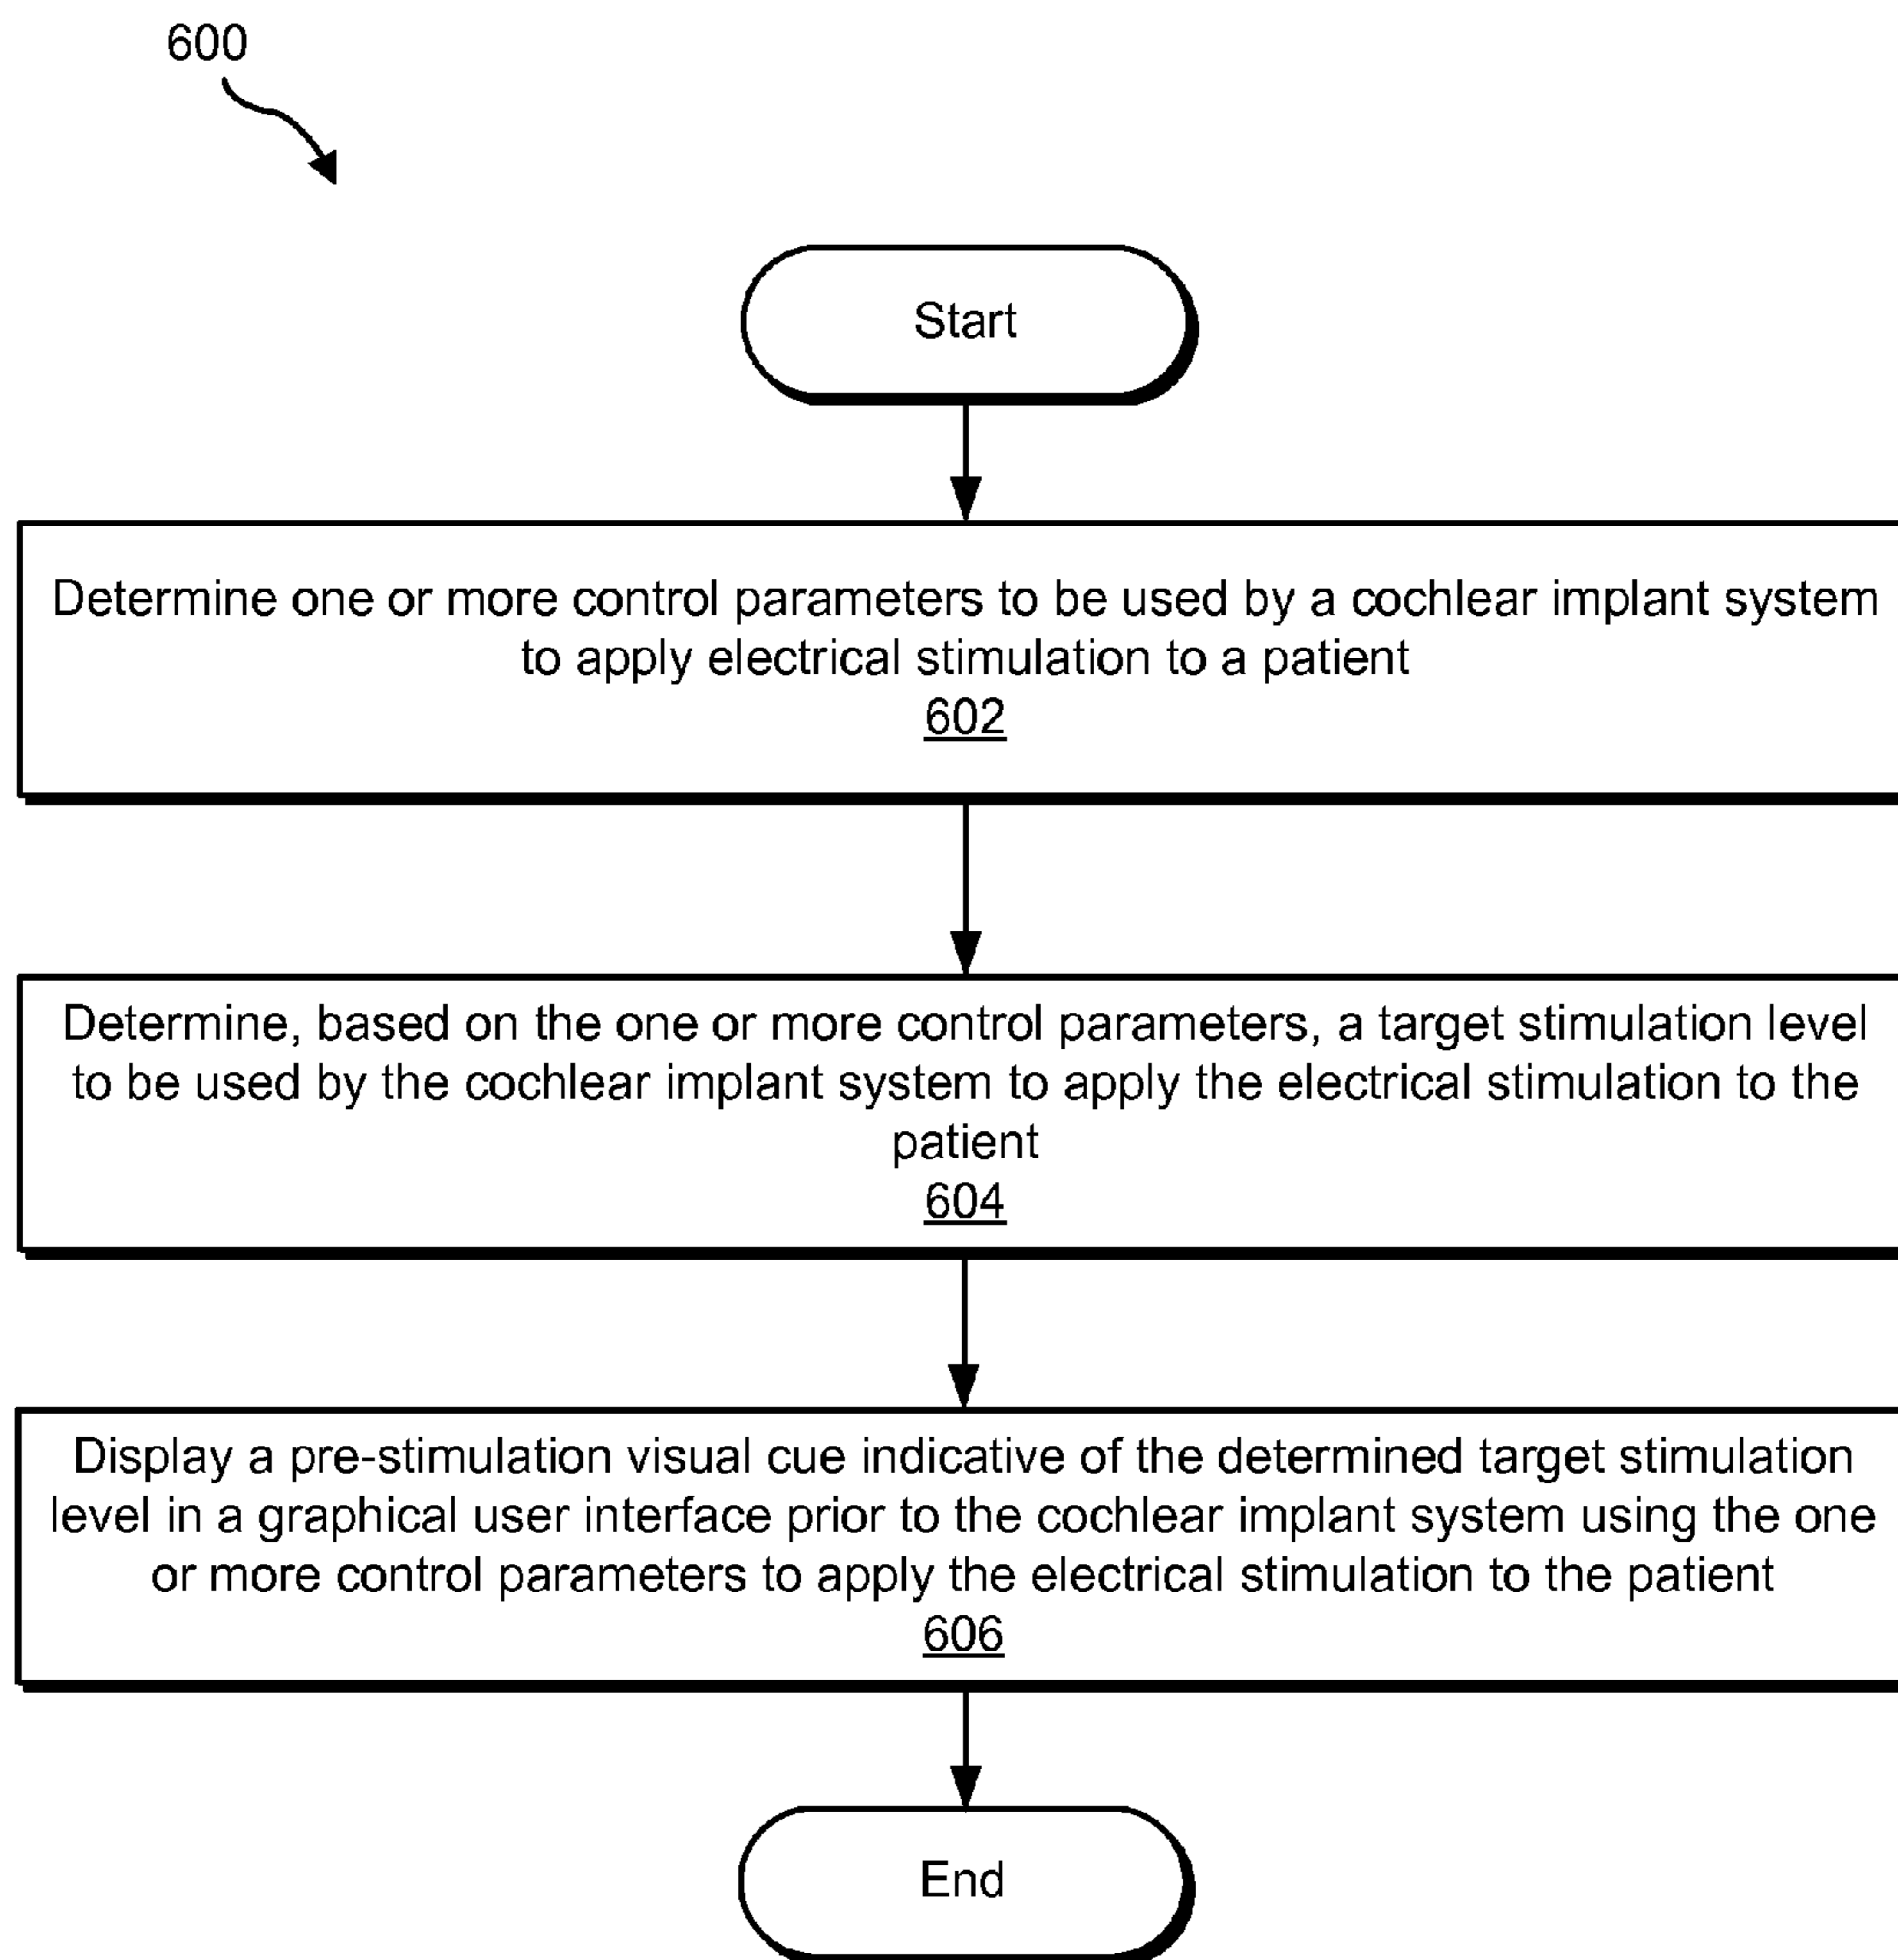 600
Start
Determine one or more control parameters to be used by a cochlear implant system
to apply electrical stimulation to a patient
602
Determine, based on the one or more control parameters, a target stimulation level
to be used by the cochlear implant system to apply the electrical stimulation to the
patient
604
Display a pre-stimulation visual cue indicative of the determined target stimulation
level in a graphical user interface prior to the cochlear implant system using the one
or more control parameters to apply the electrical stimulation to the patient
606
End